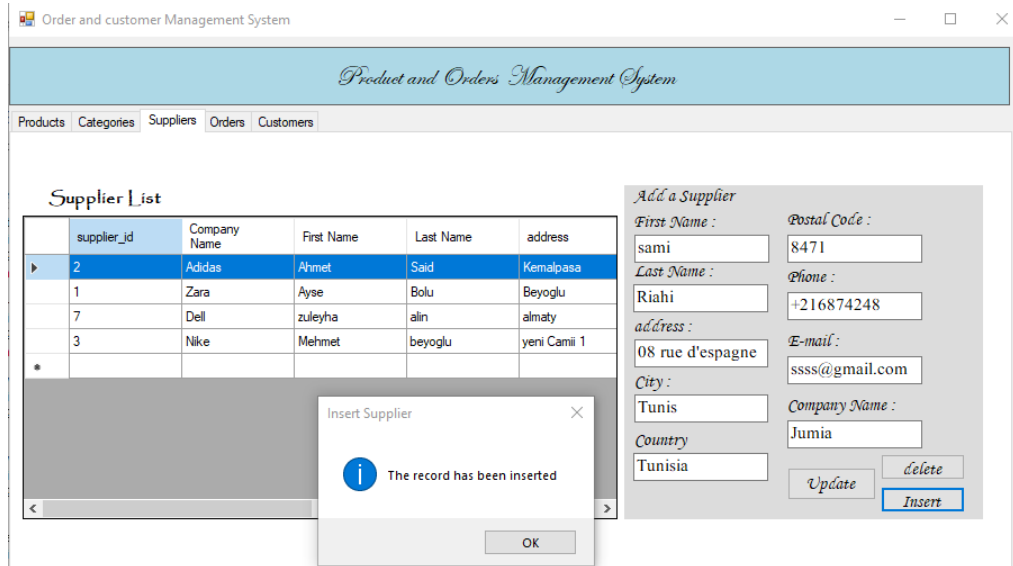 Order and customer Management System
Product and Orders Management System
Products Categories Suppliers Orders Customers
Supplier List
supplier_id Company Name First Name Last Name address
2 Adidas Ahmet Said Kemalpasa
1 Zara Ayse Bolu Beyoglu
7 Dell zuleyha alin almaty
3 Nike Mehmet beyoglu yeni Camii 1
Add a Supplier
First Name :
sami
Last Name :
Riahi
address :
08 rue d'espagne
City :
Tunis
Country
Tunisia
Postal Code :
8471
Phone :
+216874248
E-mail :
ssss@gmail.com
Company Name :
Jumia
Update
delete
Insert
Insert Supplier
The record has been inserted
OK